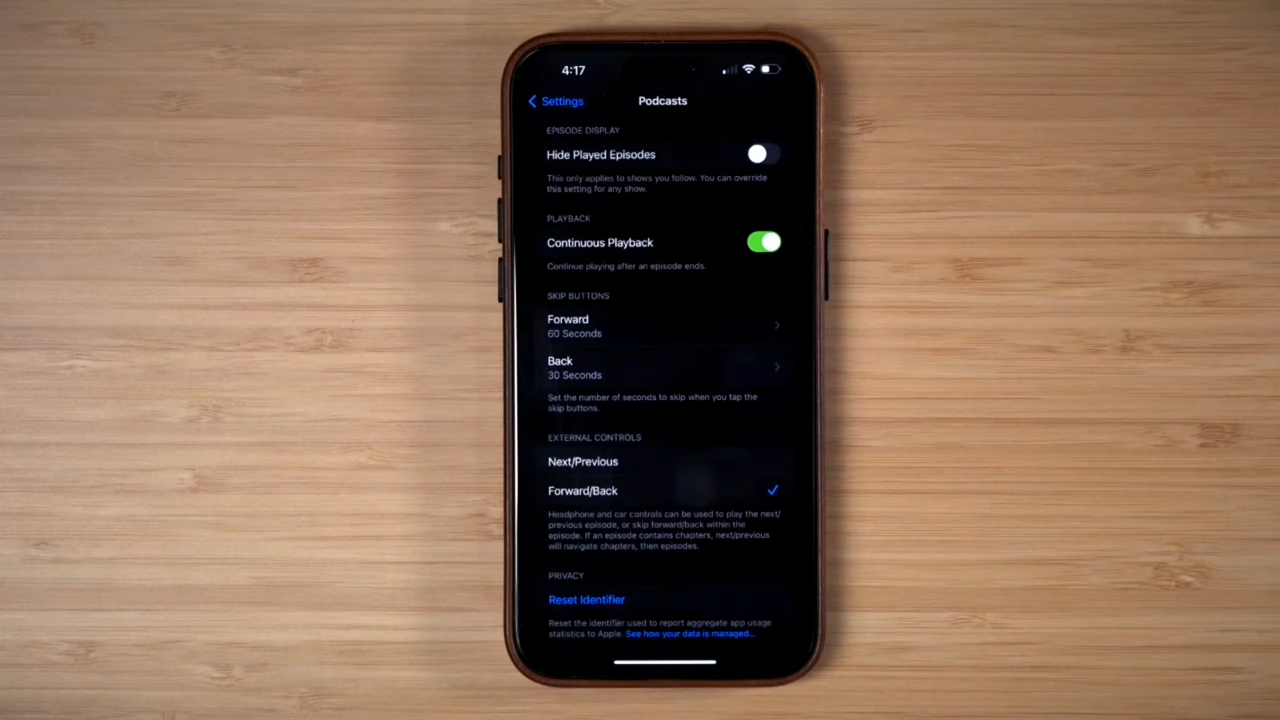 4:17
Settings
Podcasts
EPISODE DISPLAY
Hide Played Episodes
This only applies to shows you follow. You can override
this setting for any show.
PLAYBACK
Continuous Playback
Continue playing after an episode ends.
SKIP BUTTONS
Forward
60 Seconds
Back
30 Seconds
Set the number of seconds to skip when you tap the
skip buttons.
EXTERNAL CONTROLS
Next/Previous
Forward/Back
Headphone and car controls can be used to play the next/
previous episode, or skip forward/back within the
episode. If an episode contains chapters, next/previous
will navigate chapters, then episodes.
PRIVACY
Reset Identifier
Reset the identifier used to report aggregate app usage
statistics to Apple. See how your data is managed...